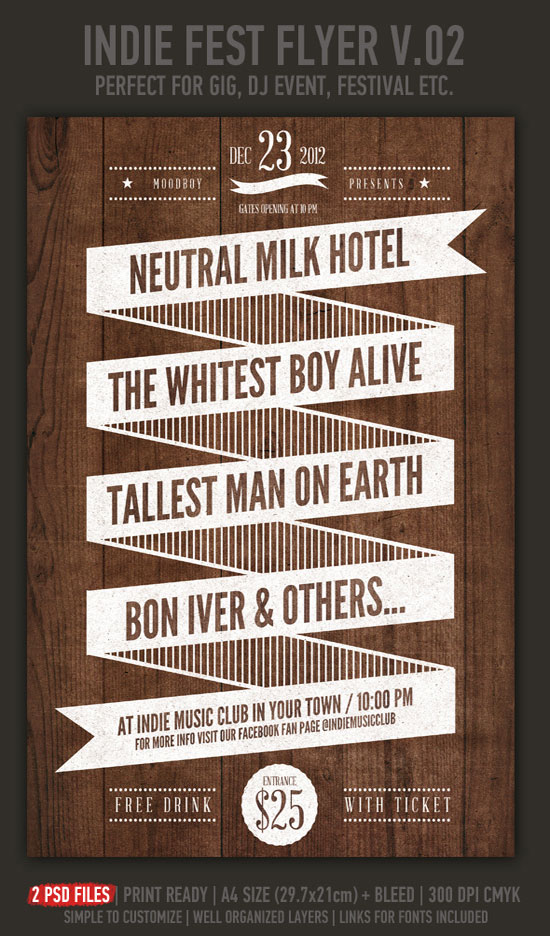 INDIE FEST FLYER V.02
PERFECT FOR GIG, DJ EVENT, FESTIVAL ETC.
DEC 23 2012
MOODBOY PRESENTS
GATES OPENING AT 10 PM
NEUTRAL MILK HOTEL
THE WHITEST BOY ALIVE
TALLEST MAN ON EARTH
BON IVER & OTHERS...
AT INDIE MUSIC CLUB IN YOUR TOWN / 10:00 PM
FOR MORE INFO VISIT OUR FACEBOOK FAN PAGE @INDIEMUSICCLUB
ENTRANCE
FREE DRINK $25 WITH TICKET
2 PSD FILES | PRINT READY | A4 SIZE (29.7x21cm) + BLEED | 300 DPI CMYK
SIMPLE TO CUSTOMIZE | WELL ORGANIZED LAYERS | LINKS FOR FONTS INCLUDED